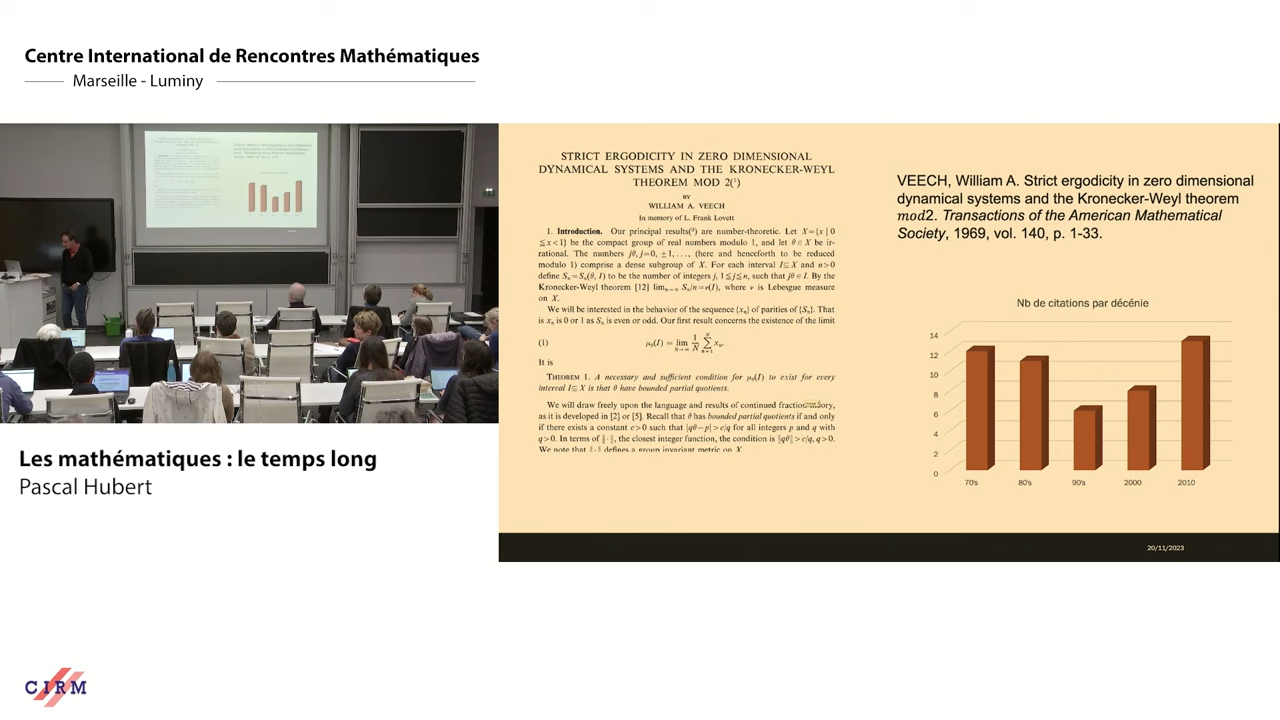 Centre International de Rencontres Mathématiques
Marseille - Luminy
STRICT ERGODICITY IN ZERO DIMENSIONAL
DYNAMICAL SYSTEMS AND THE KRONECKER-WEYL
THEOREM MOD 2(¹)
BY
WILLIAM A. VEECH
In memory of L. Frank Lovett
1. Introduction. Our principal results(²) are number-theoretic. Let X={x | 0
≦x<1} be the compact group of real numbers modulo 1, and let θ ∈ X be ir-
rational. The numbers jθ, j=0, ±1, . . ., (here and henceforth to be reduced
modulo 1) comprise a dense subgroup of X. For each interval I⊆X and n>0
define Sₙ=Sₙ(θ, I) to be the number of integers j, 1≦j≦n, such that jθ ∈ I. By the
Kronecker-Weyl theorem [12] limₙ→∞ Sₙ/n=ν(I), where ν is Lebesgue measure
on X.
We will be interested in the behavior of the sequence {xₙ} of parities of {Sₙ}. That
is xₙ is 0 or 1 as Sₙ is even or odd. Our first result concerns the existence of the limit
(1) μ_θ(I) = lim_{N→∞} 1/N ∑_{n=1}^{N} xₙ.
It is
THEOREM 1. A necessary and sufficient condition for μ_θ(I) to exist for every
interval I⊆X is that θ have bounded partial quotients.
We will draw freely upon the language and results of continued fraction theory,
as it is developed in [2] or [5]. Recall that θ has bounded partial quotients if and only
if there exists a constant c>0 such that |qθ−p|>c/q for all integers p and q with
q>0. In terms of ‖·‖, the closest integer function, the condition is ‖qθ‖>c/q, q>0.
We note that ‖·‖ defines a group invariant metric on X
VEECH, William A. Strict ergodicity in zero dimensional
dynamical systems and the Kronecker-Weyl theorem
mod2. Transactions of the American Mathematical
Society, 1969, vol. 140, p. 1-33.
Nb de citations par décénie
14
12
10
8
6
4
2
0
70's 80's 90's 2000 2010
20/11/2023
Les mathématiques : le temps long
Pascal Hubert
CIRM